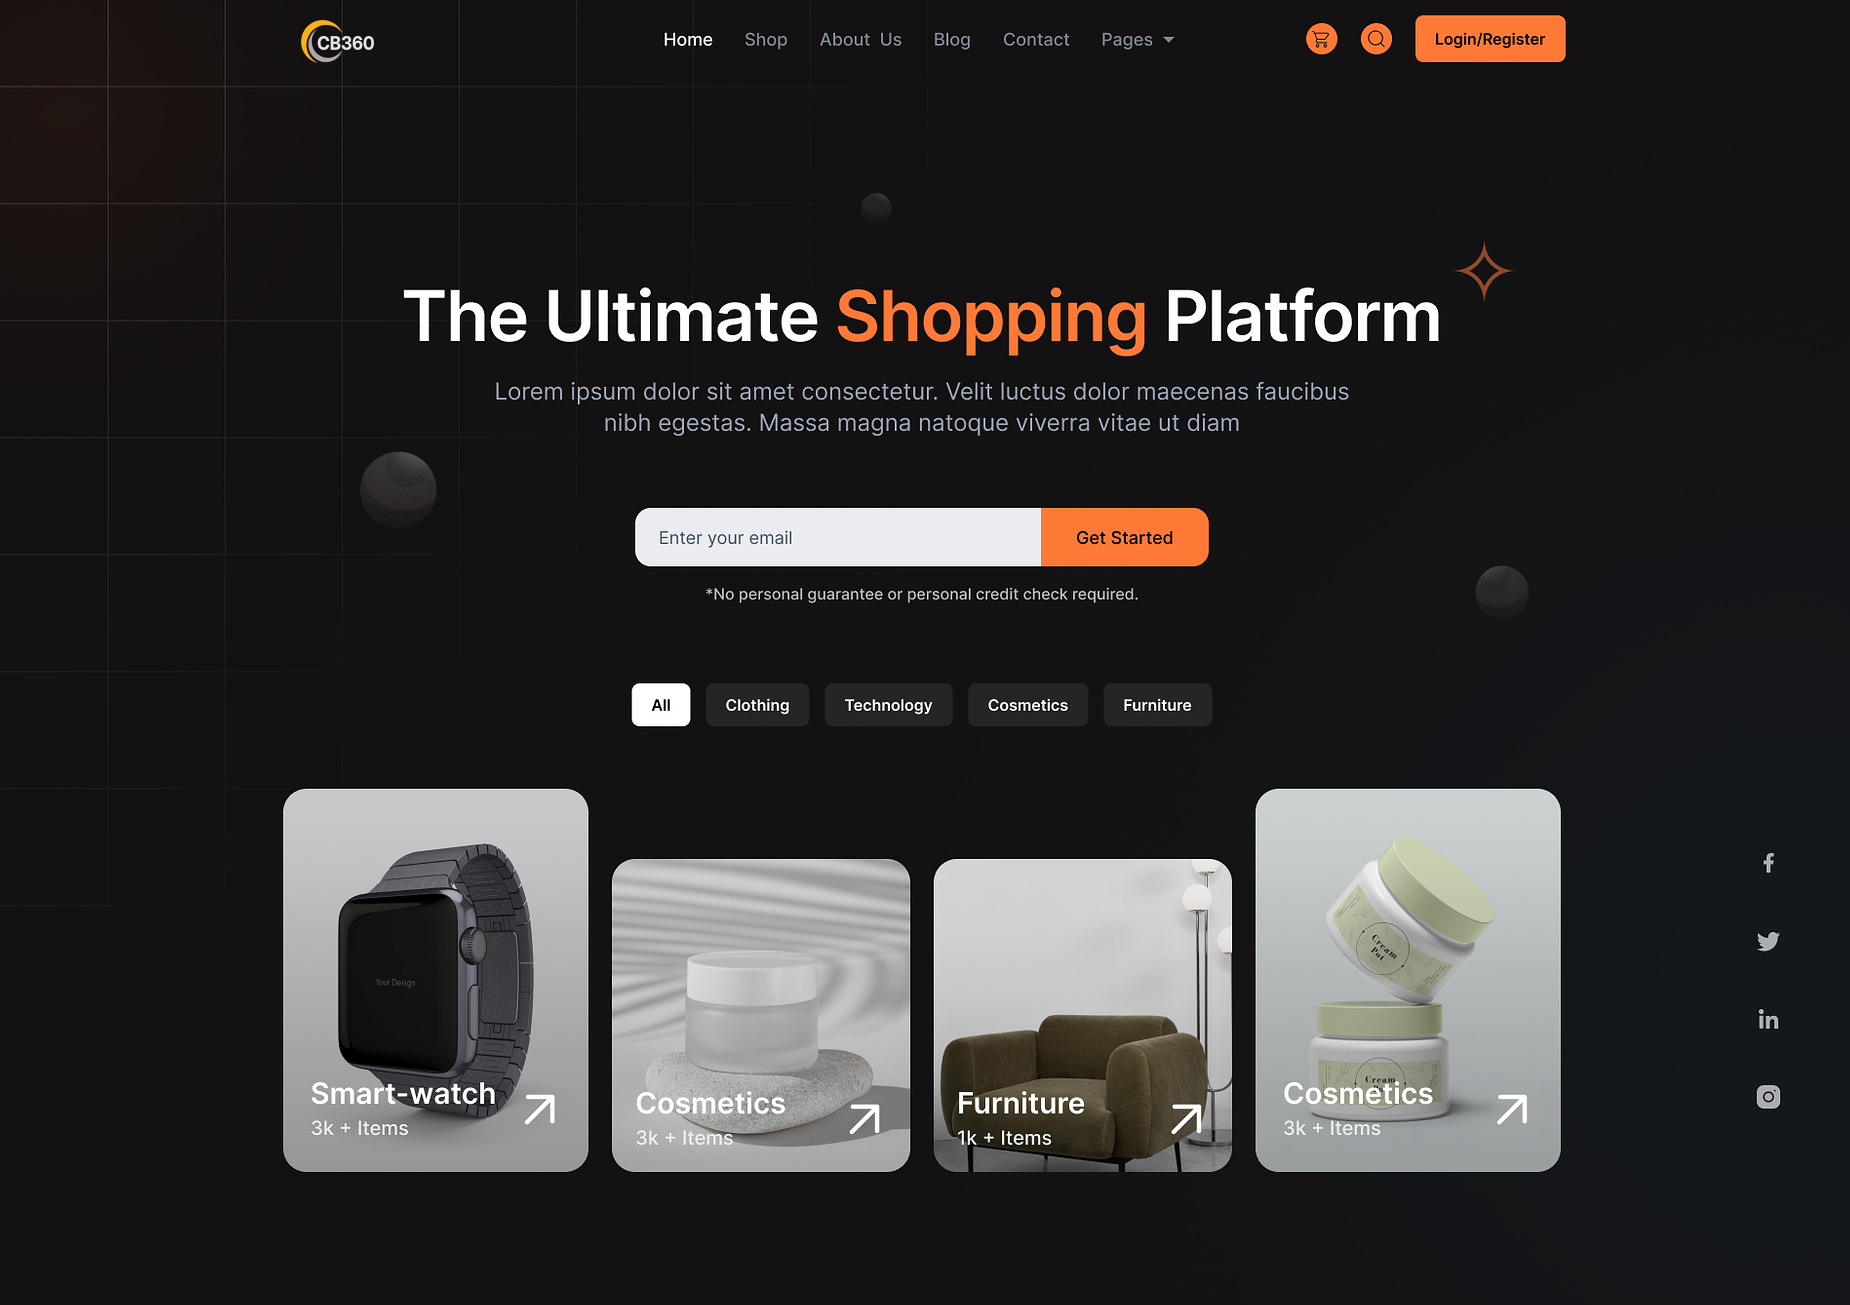 CB360
Home
Shop
About Us
Blog
Contact
Pages
Login/Register
The Ultimate Shopping Platform
Lorem ipsum dolor sit amet consectetur. Velit luctus dolor maecenas faucibus
nibh egestas. Massa magna natoque viverra vitae ut diam
Enter your email
Get Started
*No personal guarantee or personal credit check required.
All
Clothing
Technology
Cosmetics
Furniture
Your Design
Smart-watch
3k + Items
Cosmetics
3k + Items
Furniture
1k + Items
Cream
Pot
Cream
Cosmetics
3k + Items
f
in